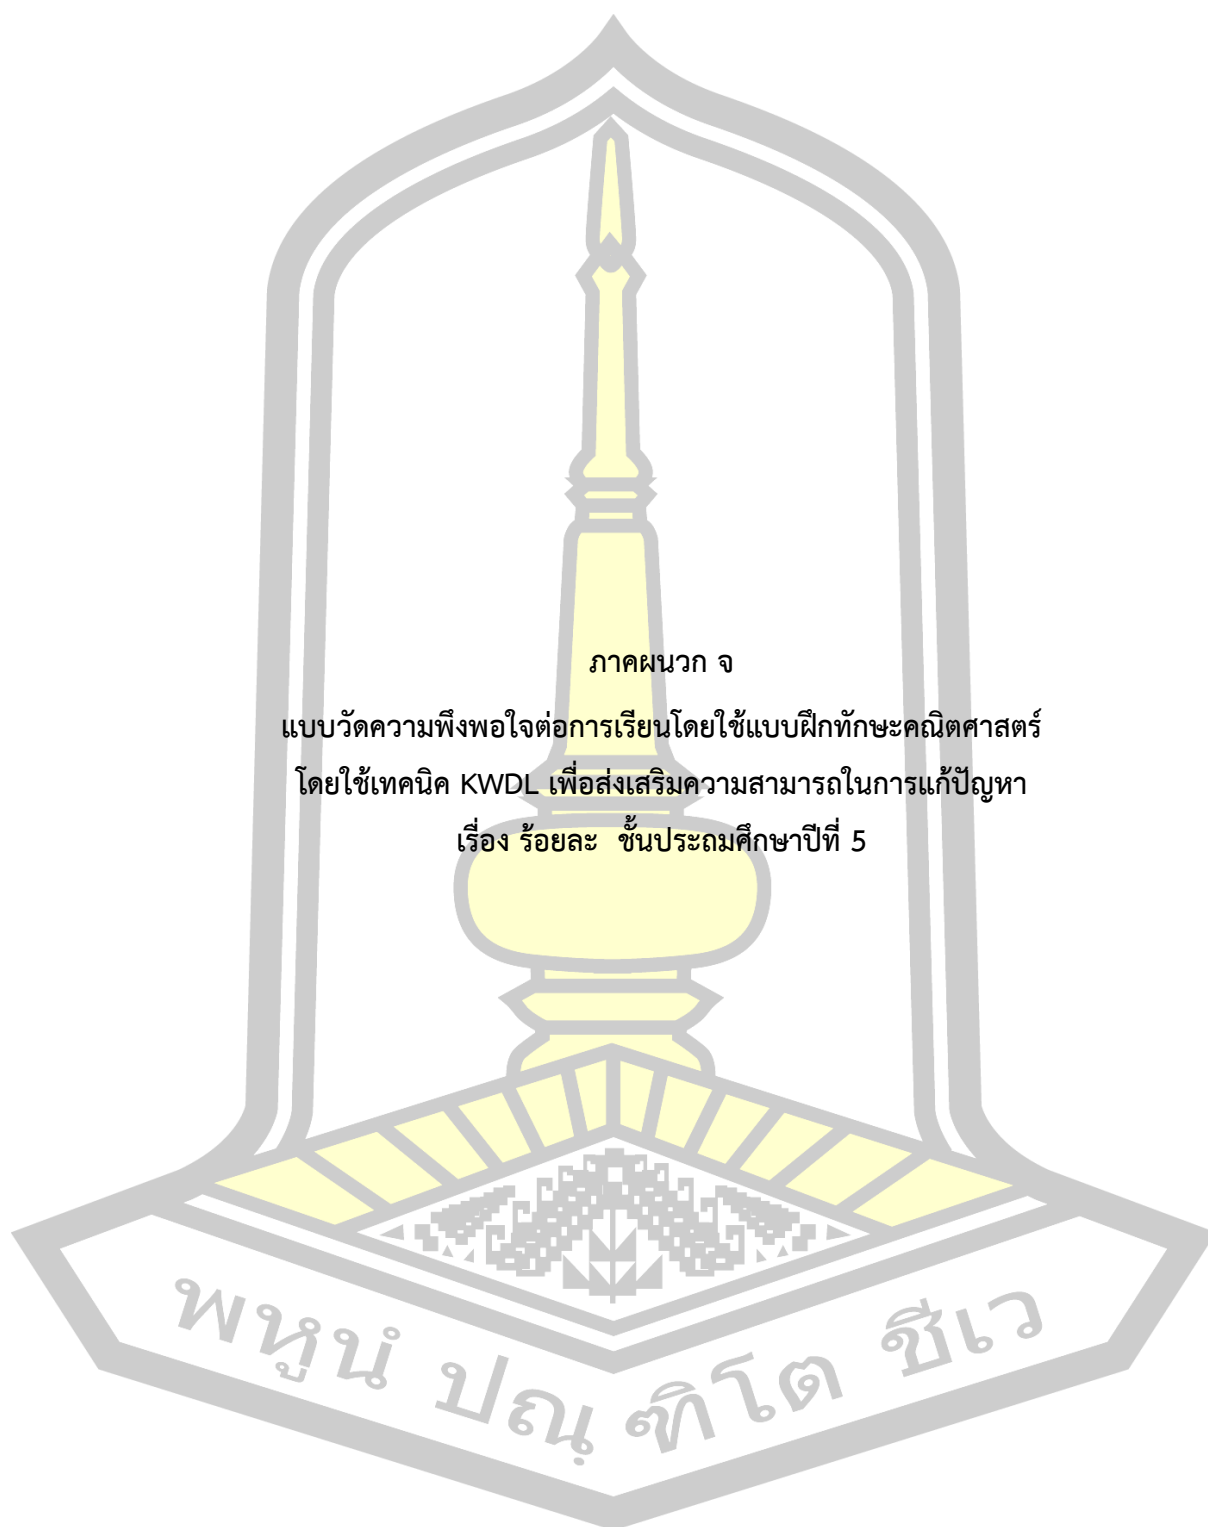 ภาคผนวก จ
แบบวัดความพึงพอใจต่อการเรียนโดยใช้แบบฝึกทักษะคณิตศาสตร์
โดยใช้เทคนิค KWDL เพื่อส่งเสริมความสามารถในการแก้ปัญหา
เรื่อง ร้อยละ ชั้นประถมศึกษาปีที่ 5
พหูนํ ปณฺ ฑิโต ชีเว